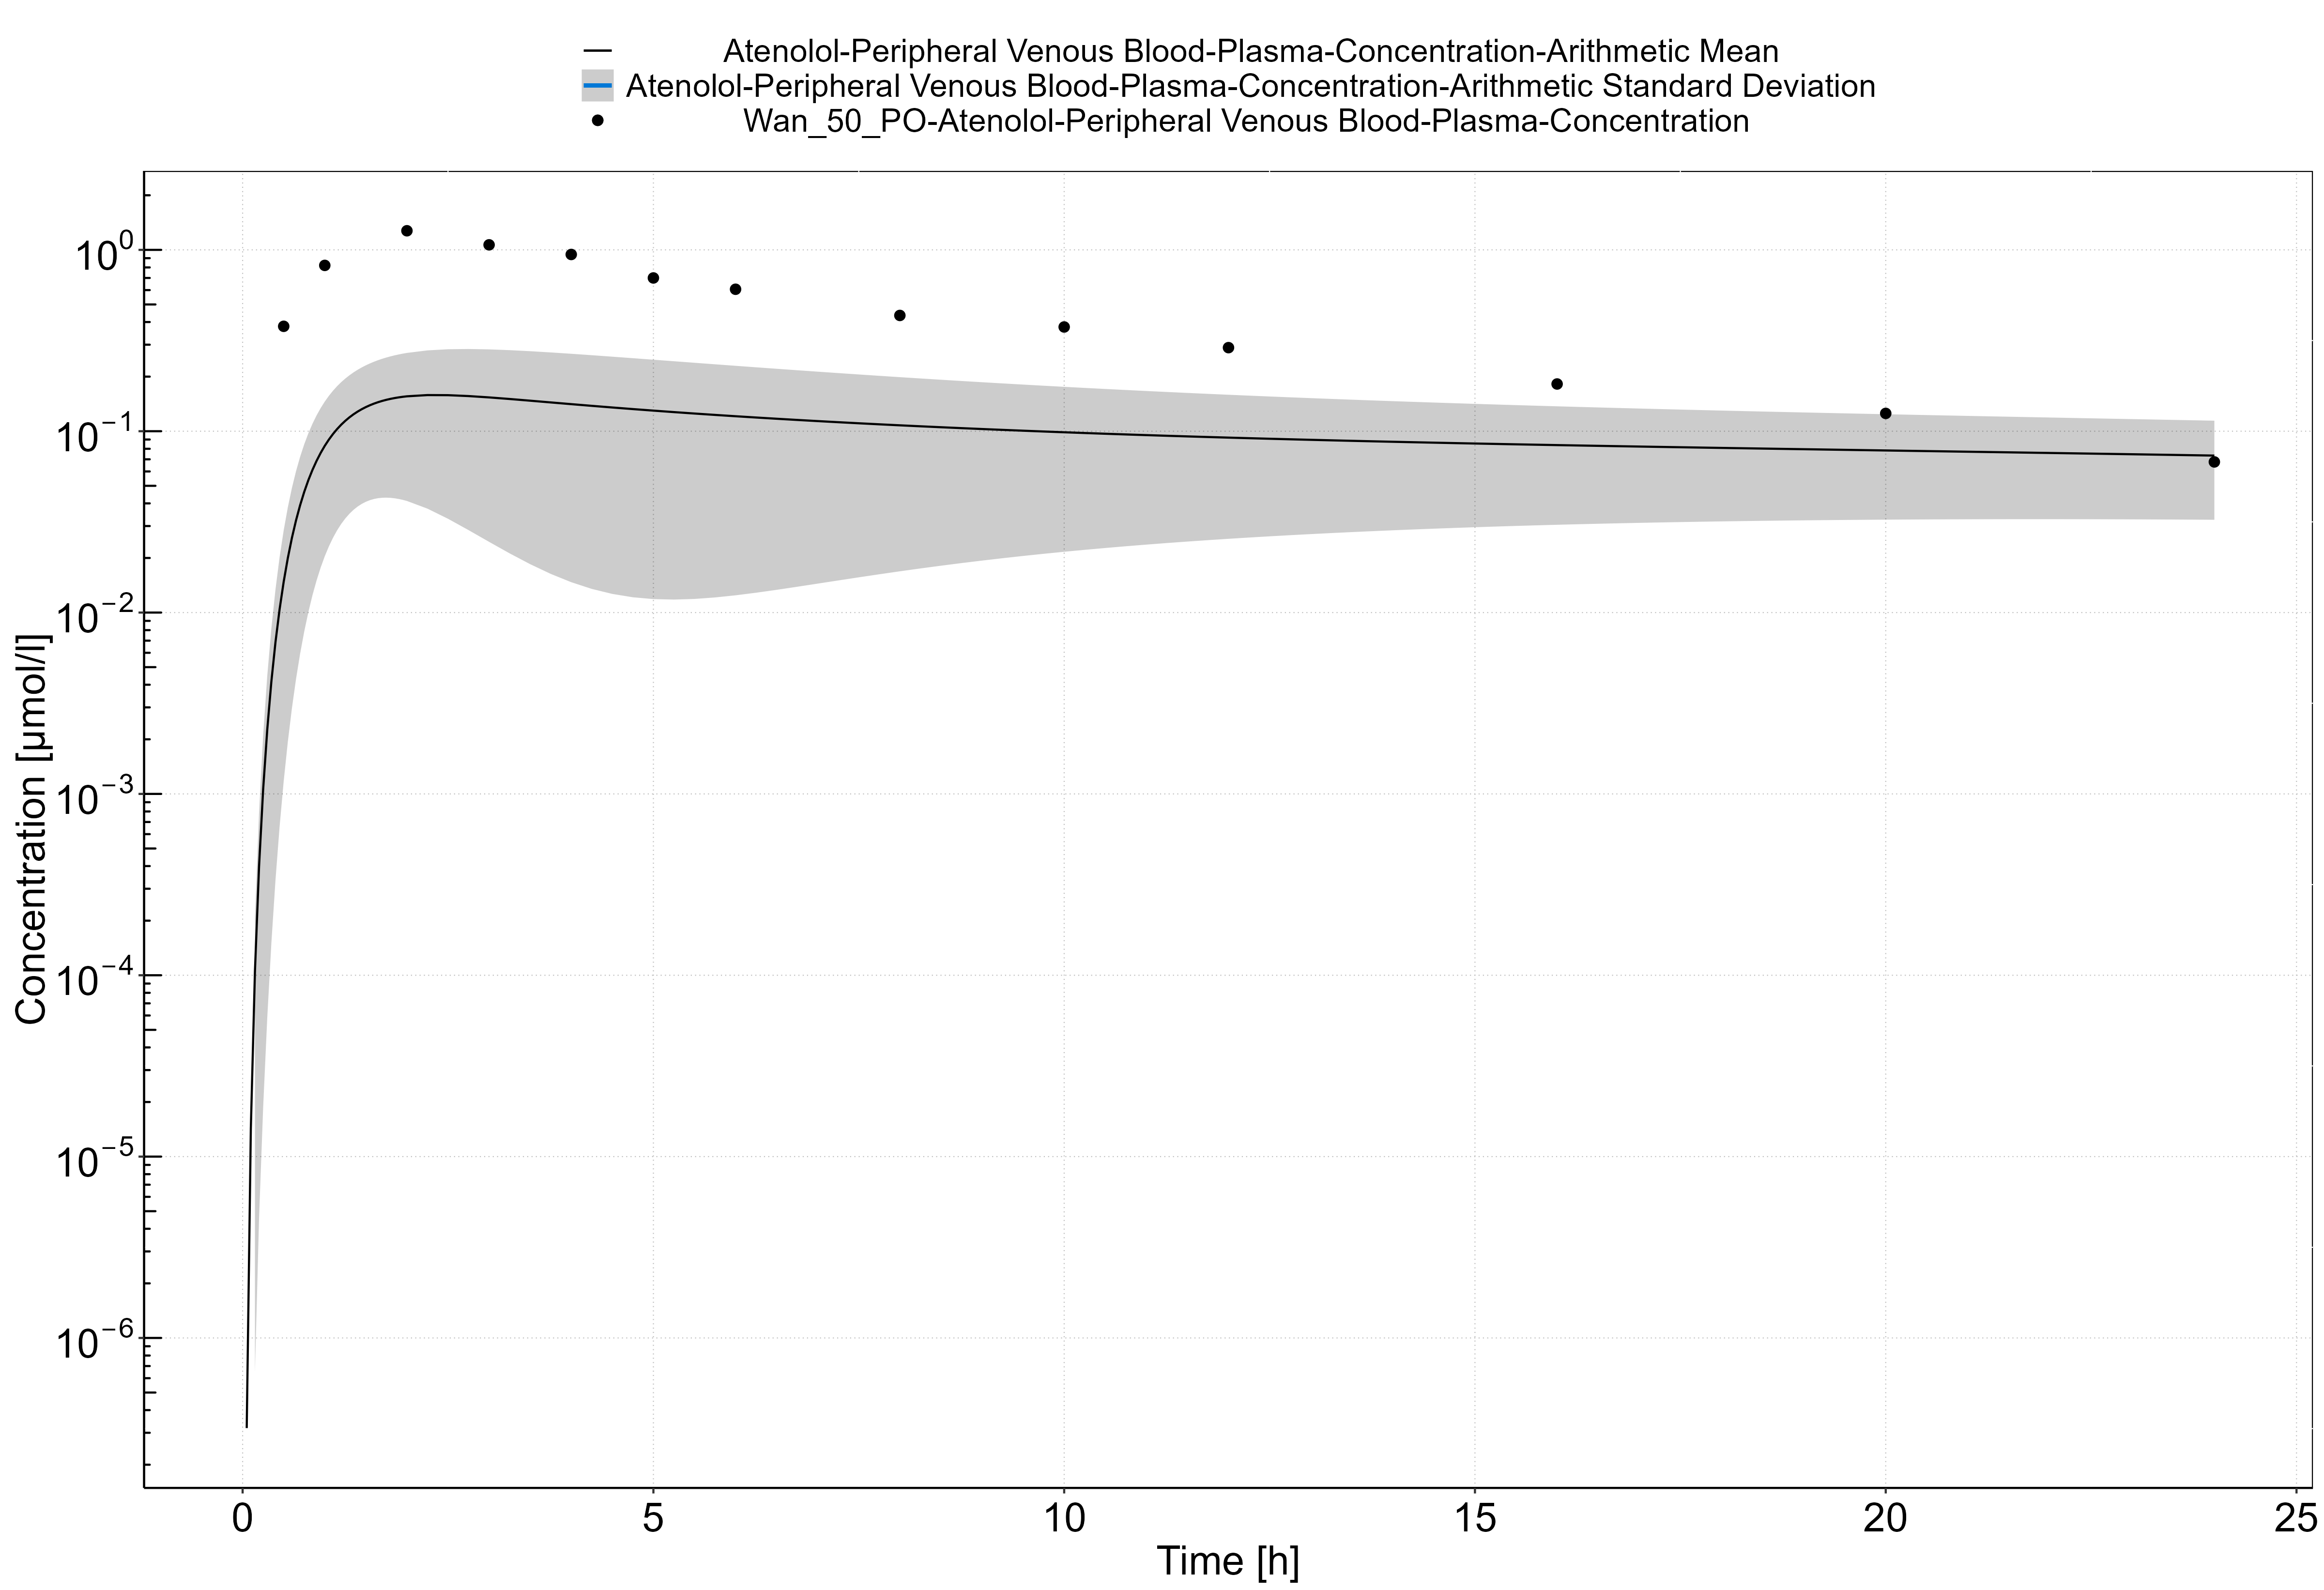 Atenolol-Peripheral Venous Blood-Plasma-Concentration-Arithmetic Mean
Atenolol-Peripheral Venous Blood-Plasma-Concentration-Arithmetic Standard Deviation
Wan_50_PO-Atenolol-Peripheral Venous Blood-Plasma-Concentration
Concentration [µmol/l]
10⁰
10⁻¹
10⁻²
10⁻³
10⁻⁴
10⁻⁵
10⁻⁶
0 5 10 15 20 25
Time [h]